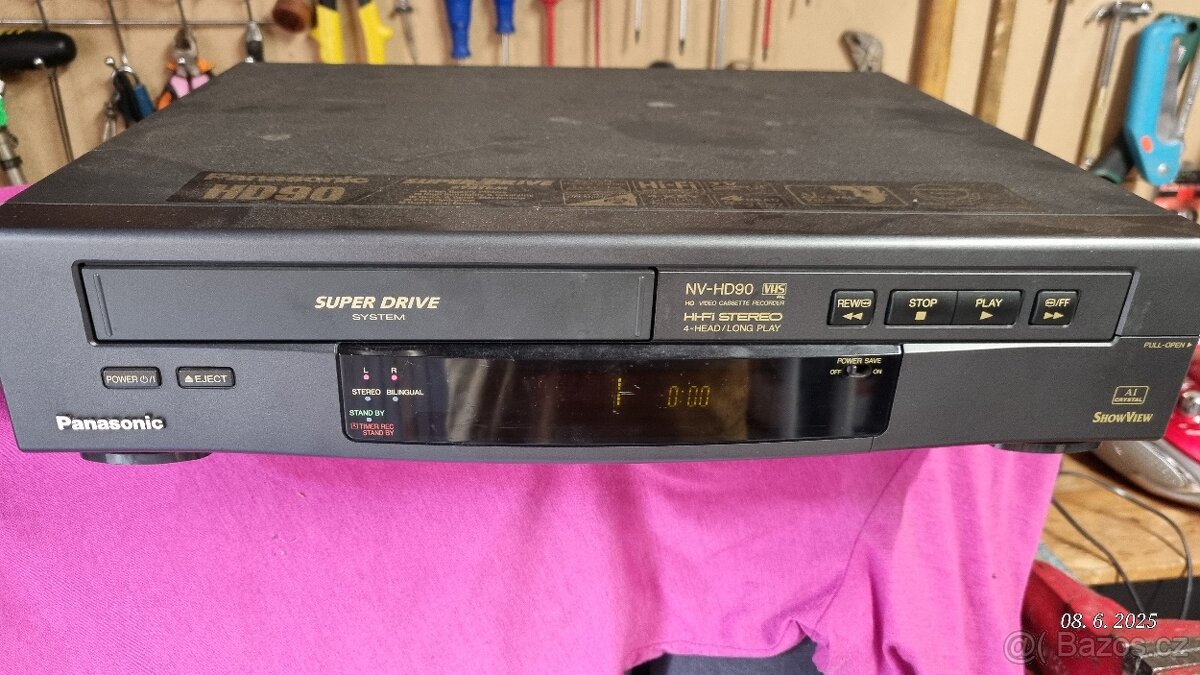 HD90
SUPER DRIVE
SYSTEM
NV-HD90 VHS
PAL
HQ VIDEO CASSETTE RECORDER
HI-FI STEREO
4-HEAD/LONG PLAY
REW
STOP
PLAY
/FF
PULL-OPEN
POWER /I
EJECT
L R
STEREO BILINGUAL
STAND BY
TIMER REC
STAND BY
POWER SAVE
OFF ON
0:00
Panasonic
AI
CRYSTAL
SHOWVIEW
08. 6. 2025
@( Bazos.cz